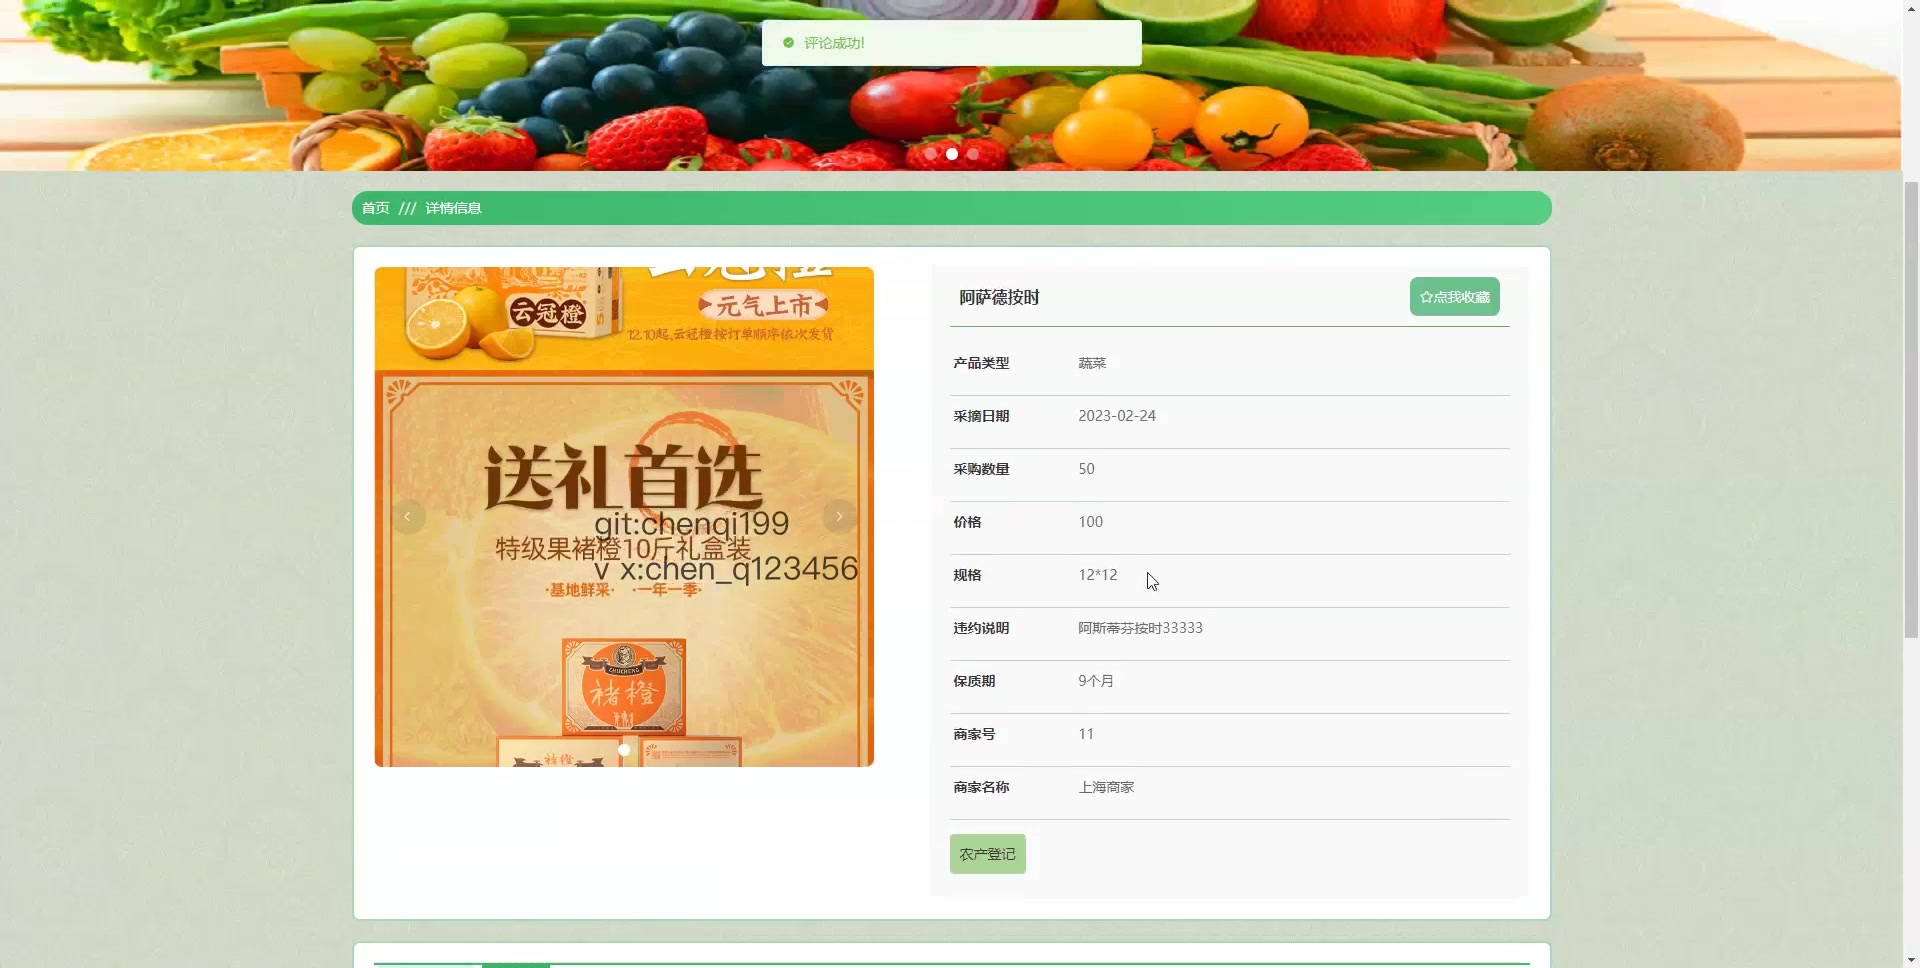 评论成功!
首页 /// 详情信息
云冠橙
元气上市
12.10起,云冠橙按订单顺序依次发货
云冠橙
送礼首选
git:chenqi199
特级果褚橙10斤礼盒装
v x:chen_q123456
·基地鲜采· ·一年一季·
CHUCHENG
褚橙
褚橙
阿萨德按时
点我收藏
产品类型 蔬菜
采摘日期 2023-02-24
采购数量 50
价格 100
规格 12*12
违约说明 阿斯蒂芬按时33333
保质期 9个月
商家号 11
商家名称 上海商家
农产登记